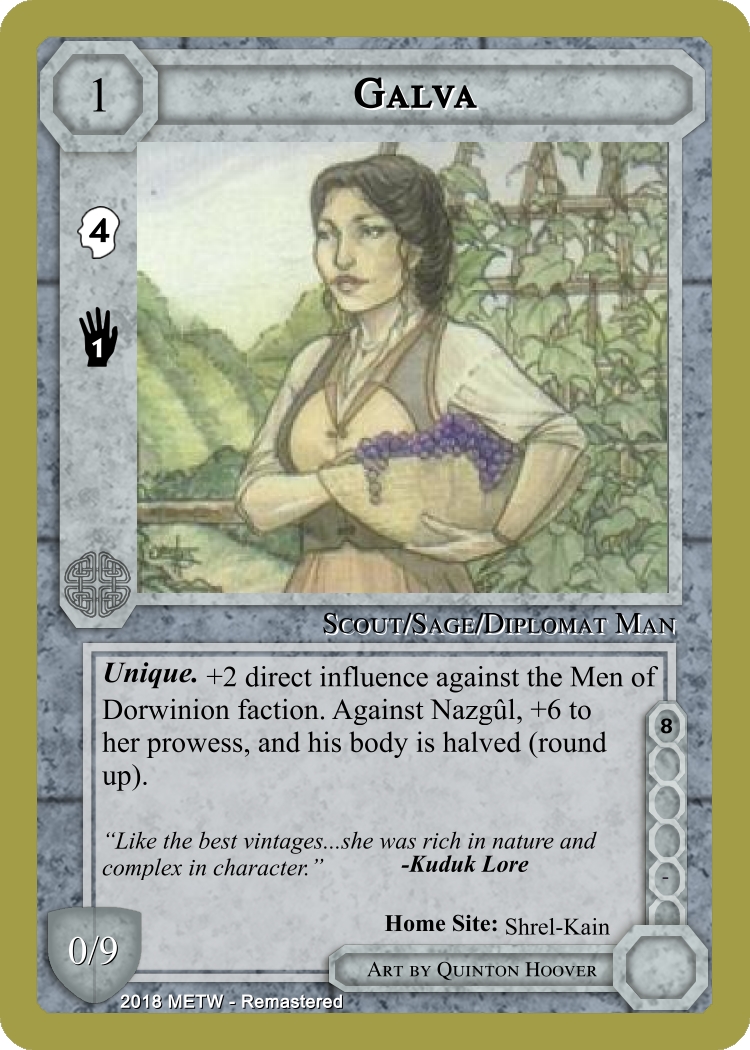 1
GALVA
4
1
SCOUT/SAGE/DIPLOMAT MAN
Unique. +2 direct influence against the Men of
Dorwinion faction. Against Nazgûl, +6 to
her prowess, and his body is halved (round
up).
8
-
“Like the best vintages...she was rich in nature and
complex in character.” -Kuduk Lore
Home Site: Shrel-Kain
0/9
ART BY QUINTON HOOVER
2018 METW - Remastered